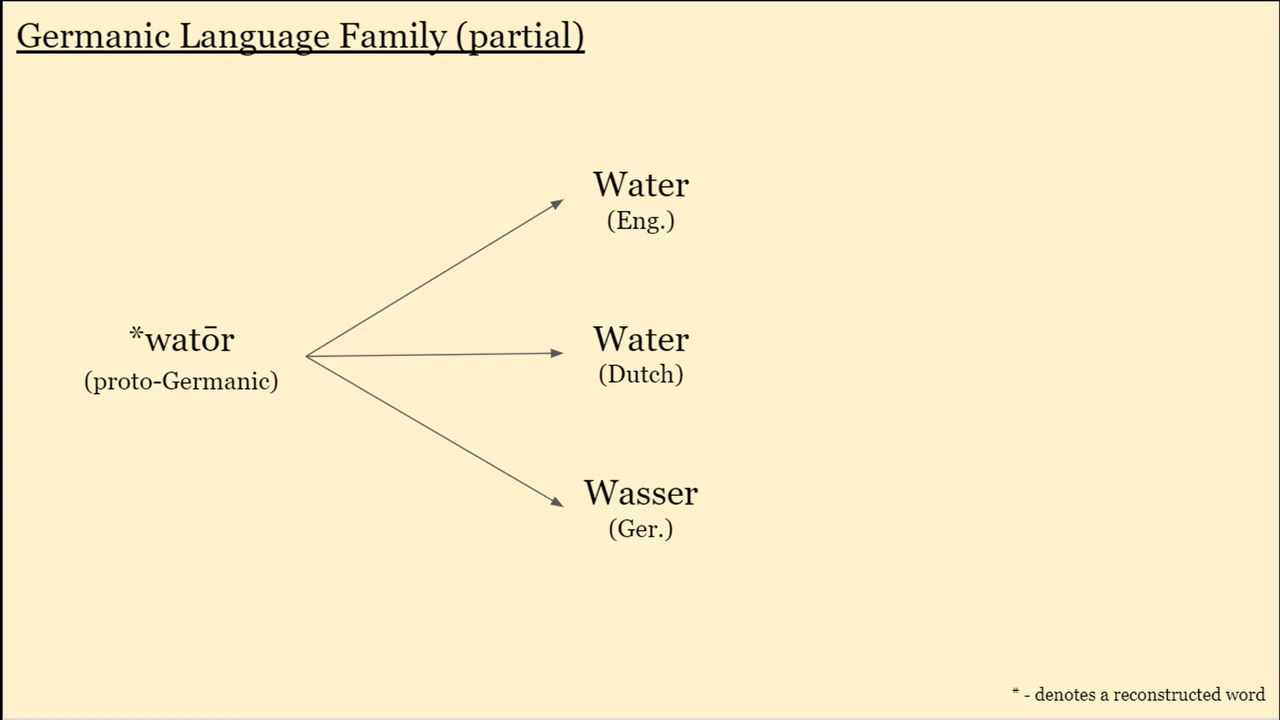 Germanic Language Family (partial)
Water
(Eng.)
*watōr
(proto-Germanic)
Water
(Dutch)
Wasser
(Ger.)
* - denotes a reconstructed word